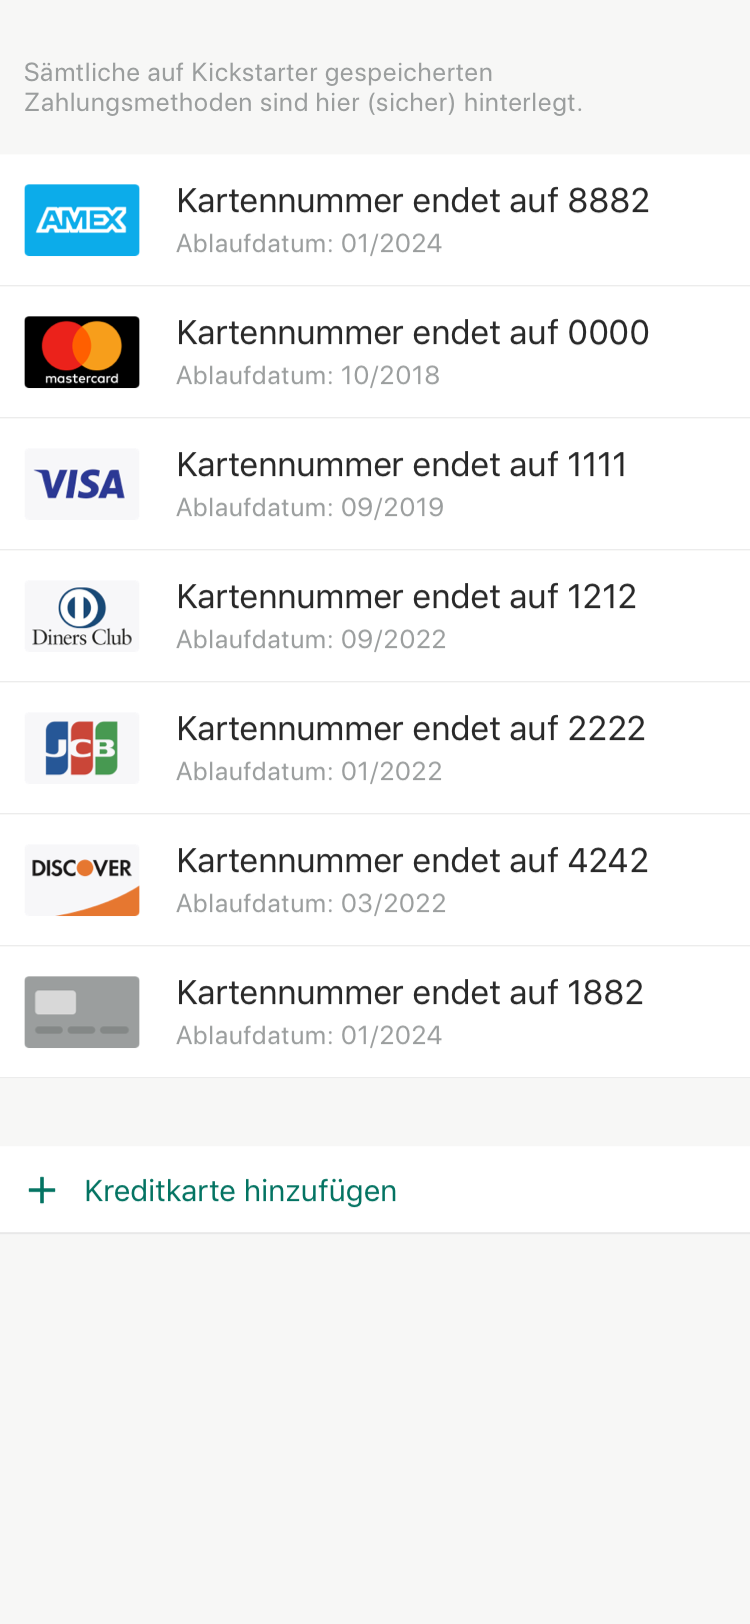 Sämtliche auf Kickstarter gespeicherten
Zahlungsmethoden sind hier (sicher) hinterlegt.
AMEX
Kartennummer endet auf 8882
Ablaufdatum: 01/2024
mastercard
Kartennummer endet auf 0000
Ablaufdatum: 10/2018
VISA
Kartennummer endet auf 1111
Ablaufdatum: 09/2019
Diners Club
Kartennummer endet auf 1212
Ablaufdatum: 09/2022
JCB
Kartennummer endet auf 2222
Ablaufdatum: 01/2022
DISCOVER
Kartennummer endet auf 4242
Ablaufdatum: 03/2022
Kartennummer endet auf 1882
Ablaufdatum: 01/2024
+ Kreditkarte hinzufügen